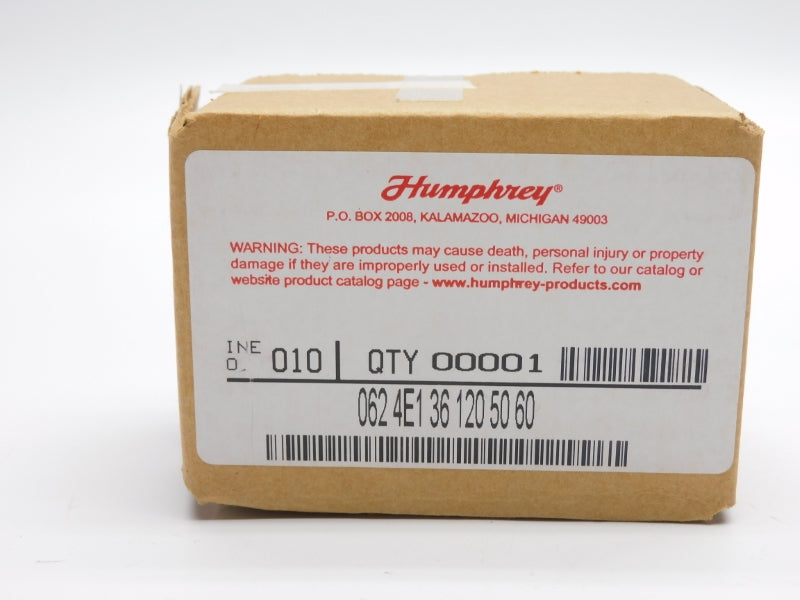 Humphrey®
P.O. BOX 2008, KALAMAZOO, MICHIGAN 49003
WARNING: These products may cause death, personal injury or property
damage if they are improperly used or installed. Refer to our catalog or
website product catalog page - www.humphrey-products.com
INE
O. 010 QTY 00001
062 4E1 36 120 50 60